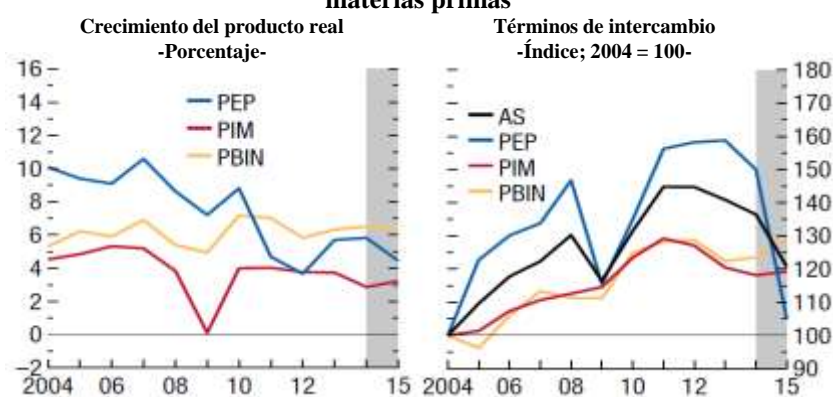 materias primas
Crecimiento del producto real
-Porcentaje-
16
14
12
10
8
6
4
2
0
–2
PEP
PIM
PBIN
2004 06 08 10 12 15
Términos de intercambio
-Índice; 2004 = 100-
AS
PEP
PIM
PBIN
180
170
160
150
140
130
120
110
100
90
2004 06 08 10 12 15